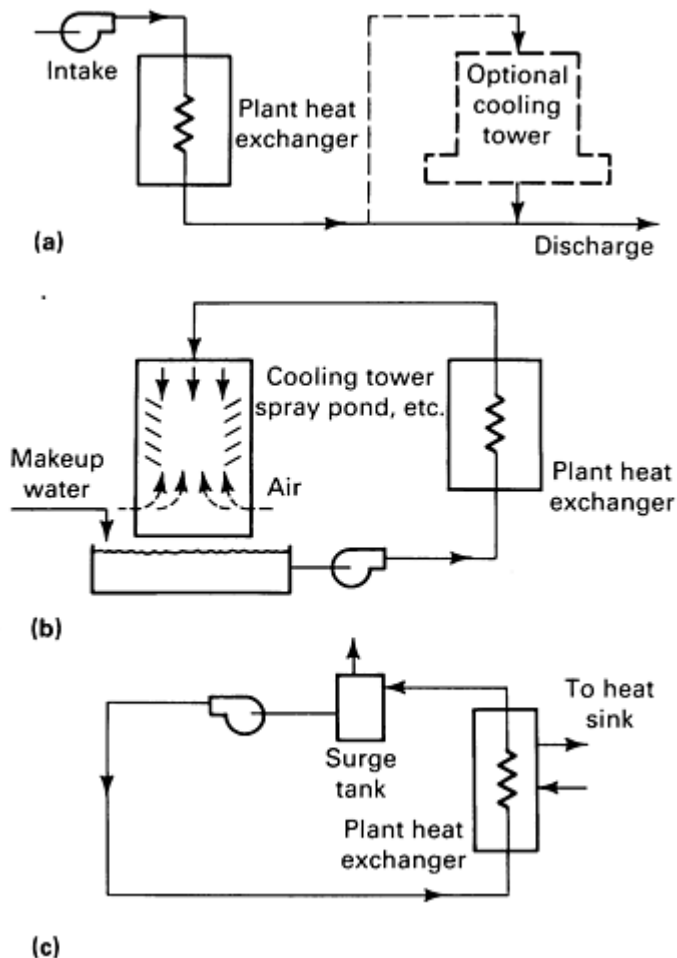 Intake
Plant heat
exchanger
Optional
cooling
tower
Discharge
(a)
Cooling tower
spray pond, etc.
Makeup
water
Air
Plant heat
exchanger
(b)
To heat
sink
Surge
tank
Plant heat
exchanger
(c)